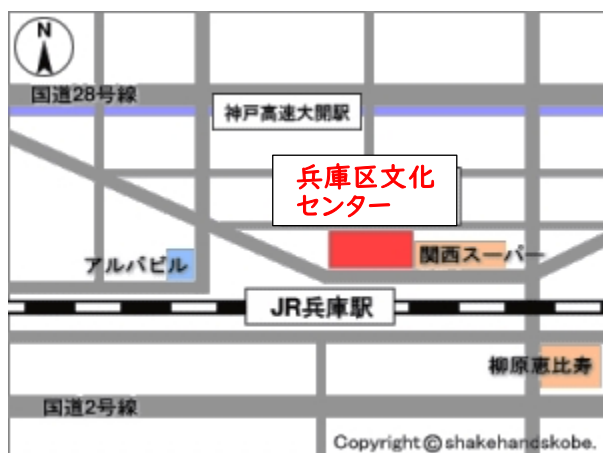 N
国道28号線
神戸高速大開駅
兵庫区文化
センター
関西スーパー
アルバビル
JR兵庫駅
柳原恵比寿
国道2号線
Copyright©shakehandskobe.